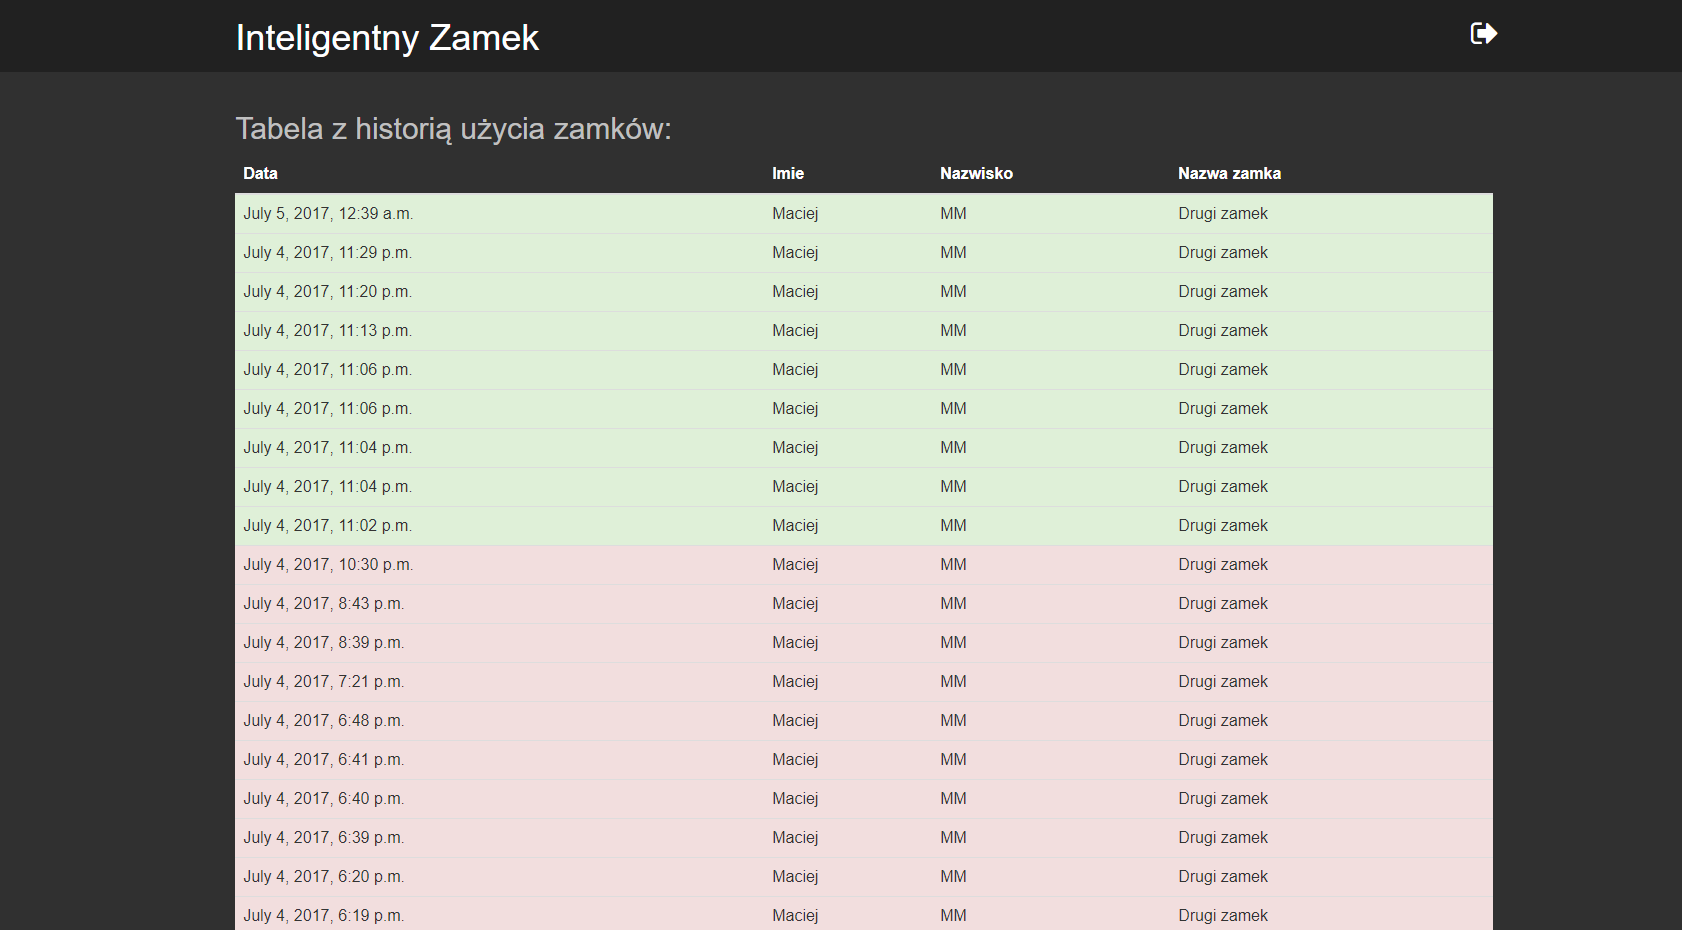 Inteligentny Zamek
Tabela z historią użycia zamków:
Data Imie Nazwisko Nazwa zamka
July 5, 2017, 12:39 a.m. Maciej MM Drugi zamek
July 4, 2017, 11:29 p.m. Maciej MM Drugi zamek
July 4, 2017, 11:20 p.m. Maciej MM Drugi zamek
July 4, 2017, 11:13 p.m. Maciej MM Drugi zamek
July 4, 2017, 11:06 p.m. Maciej MM Drugi zamek
July 4, 2017, 11:06 p.m. Maciej MM Drugi zamek
July 4, 2017, 11:04 p.m. Maciej MM Drugi zamek
July 4, 2017, 11:04 p.m. Maciej MM Drugi zamek
July 4, 2017, 11:02 p.m. Maciej MM Drugi zamek
July 4, 2017, 10:30 p.m. Maciej MM Drugi zamek
July 4, 2017, 8:43 p.m. Maciej MM Drugi zamek
July 4, 2017, 8:39 p.m. Maciej MM Drugi zamek
July 4, 2017, 7:21 p.m. Maciej MM Drugi zamek
July 4, 2017, 6:48 p.m. Maciej MM Drugi zamek
July 4, 2017, 6:41 p.m. Maciej MM Drugi zamek
July 4, 2017, 6:40 p.m. Maciej MM Drugi zamek
July 4, 2017, 6:39 p.m. Maciej MM Drugi zamek
July 4, 2017, 6:20 p.m. Maciej MM Drugi zamek
July 4, 2017, 6:19 p.m. Maciej MM Drugi zamek